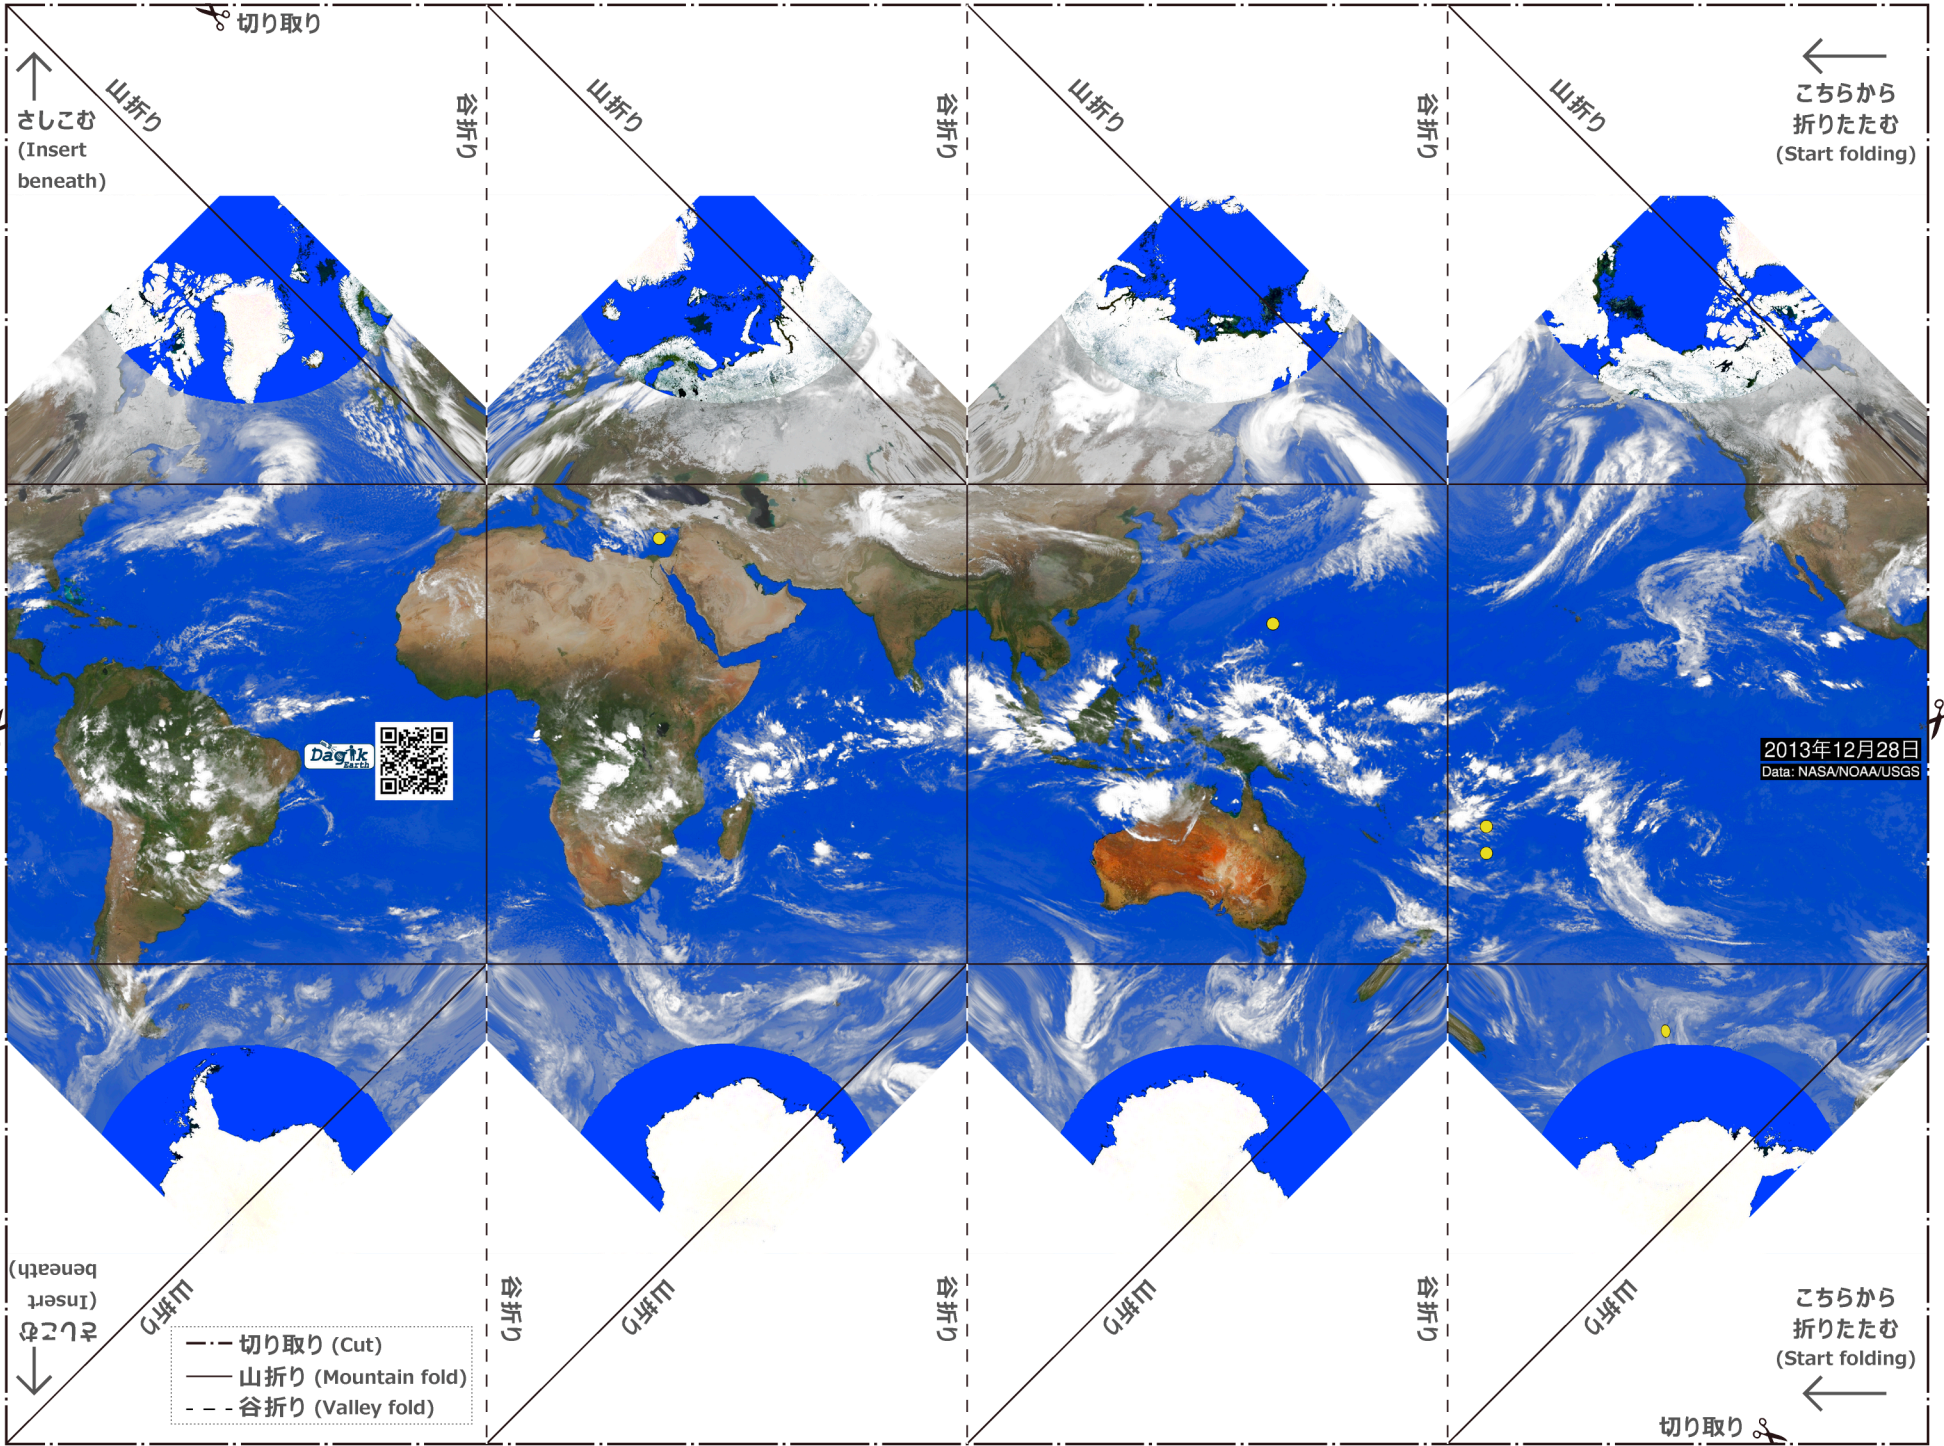 切り取り
山折り
谷折り
山折り
谷折り
山折り
谷折り
山折り
さしこむ
(Insert
beneath)
こちらから
折りたたむ
(Start folding)
Dagik
Earth
2013年12月28日
Data: NASA/NOAA/USGS
さしこむ
(Insert
beneath)
山折り
谷折り
山折り
谷折り
山折り
谷折り
山折り
こちらから
折りたたむ
(Start folding)
切り取り (Cut)
山折り (Mountain fold)
谷折り (Valley fold)
切り取り